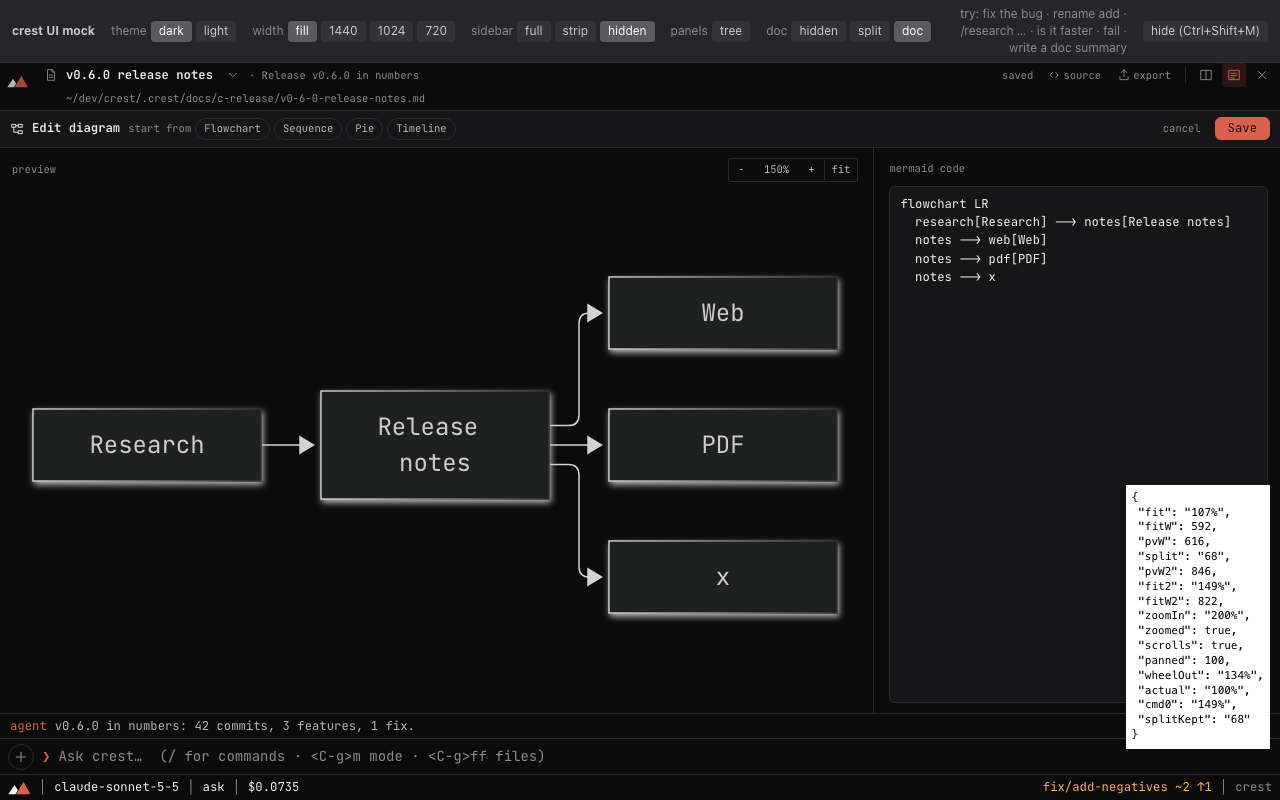 crest UI mock theme dark light width fill 1440 1024 720 sidebar full strip hidden panels tree doc hidden split doc
try: fix the bug · rename add ·
/research ... · is it faster · fail ·
write a doc summary
hide (Ctrl+Shift+M)
v0.6.0 release notes · Release v0.6.0 in numbers saved <> source export
~/dev/crest/.crest/docs/c-release/v0-6-0-release-notes.md
Edit diagram start from Flowchart Sequence Pie Timeline cancel Save
preview - 150% + fit
mermaid code
flowchart LR
research[Research] --> notes[Release notes]
notes --> web[Web]
notes --> pdf[PDF]
notes --> x
Research
Release
notes
Web
PDF
x
{
"fit": "107%",
"fitW": 592,
"pvW": 616,
"split": "68",
"pvW2": 846,
"fit2": "149%",
"fitW2": 822,
"zoomIn": "200%",
"zoomed": true,
"scrolls": true,
"panned": 100,
"wheelOut": "134%",
"actual": "100%",
"cmd0": "149%",
"splitKept": "68"
}
agent v0.6.0 in numbers: 42 commits, 3 features, 1 fix.
+ ❯ Ask crest… (/ for commands · <C-g>m mode · <C-g>ff files)
claude-sonnet-5-5 │ ask │ $0.0735 fix/add-negatives ~2 ↑1 │ crest